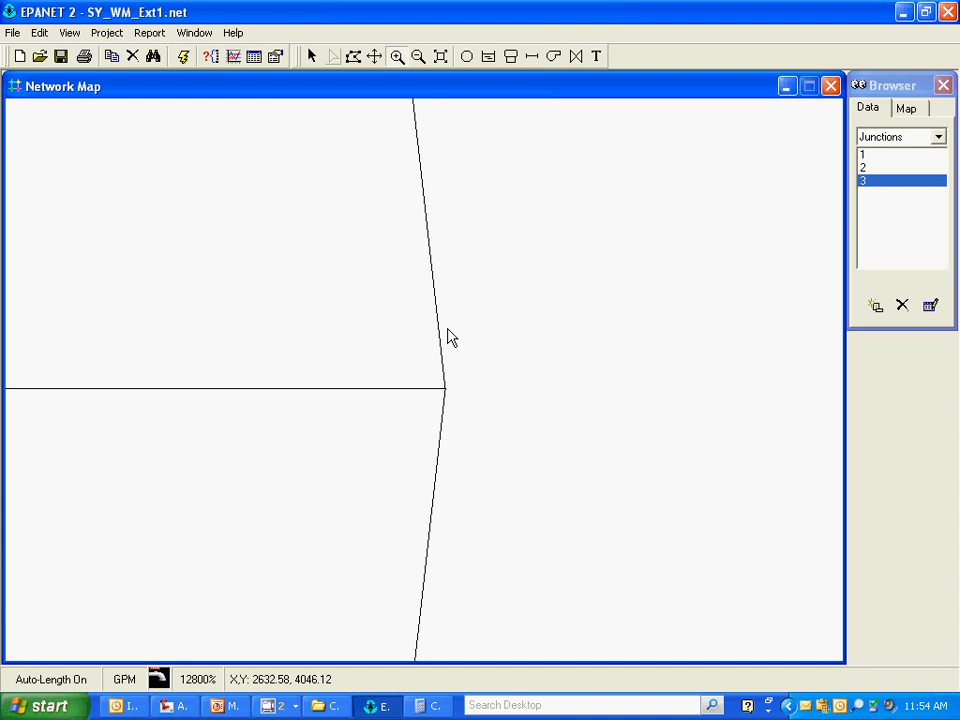 EPANET 2 - SY_WM_Ext1.net
File Edit View Project Report Window Help
T
Network Map
Browser
Data Map
Junctions
1
2
3
Auto-Length On GPM 12800% X,Y: 2632.58, 4046.12
start I.. A. M. 2 C. E. C. Search Desktop 11:54 AM